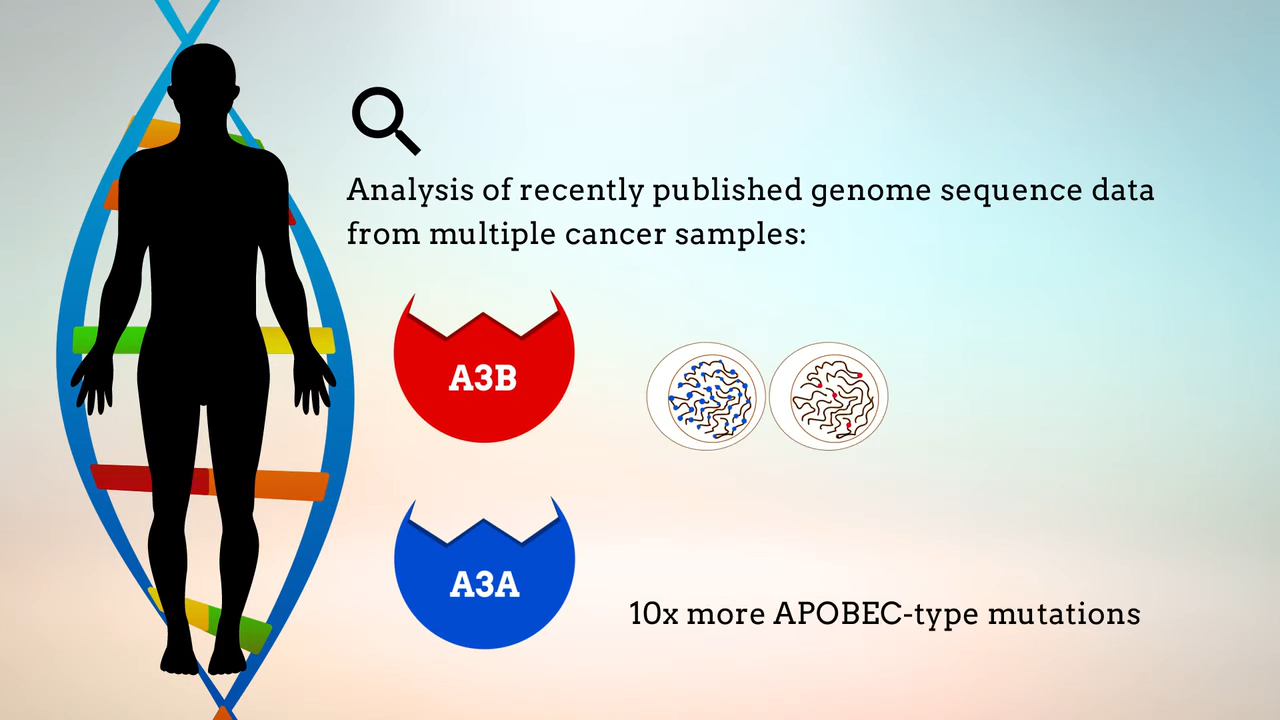 Analysis of recently published genome sequence data
from multiple cancer samples:
A3B
A3A
10x more APOBEC-type mutations